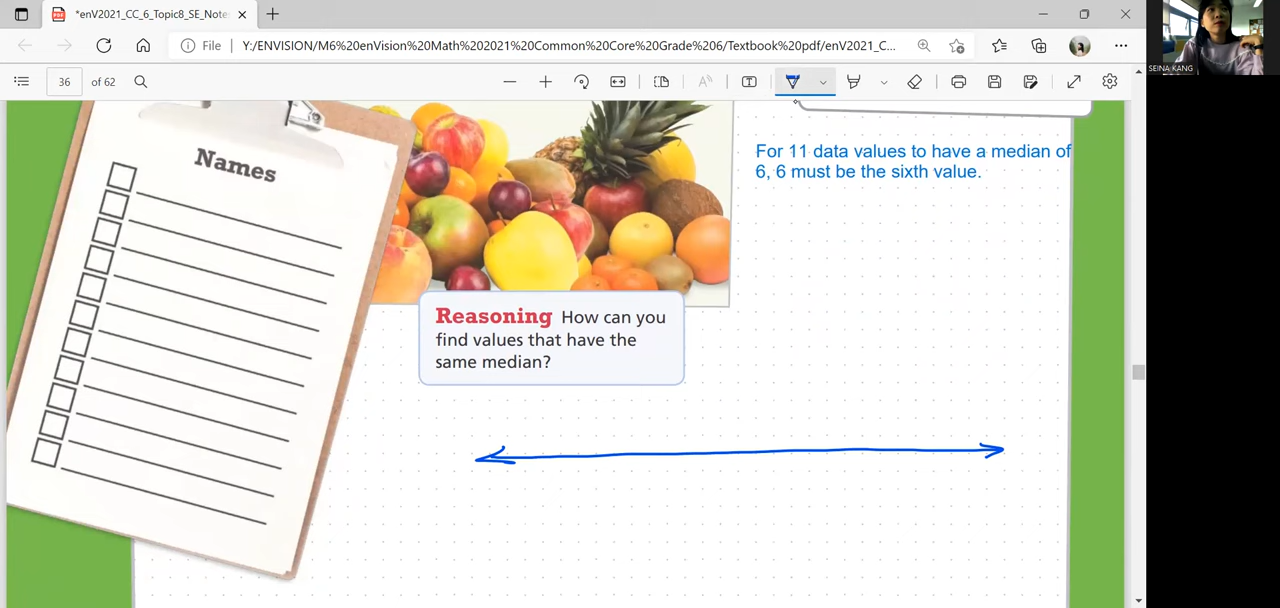 *enV2021_CC_6_Topic8_SE_Note
File
Y:/ENVISION/M6%20enVision%20Math%202021%20Common%20Core%20Grade%206/Textbook%20pdf/enV2021_C...
36
of 62
SEINA KANG
Names
For 11 data values to have a median of
6, 6 must be the sixth value.
Reasoning How can you
find values that have the
same median?